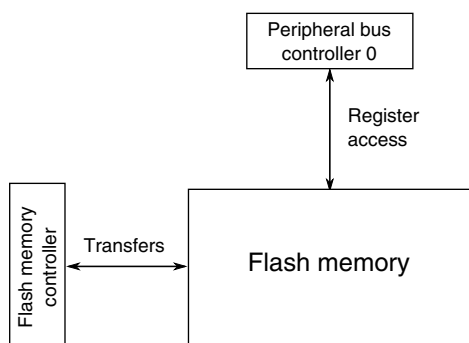 Peripheral bus
controller 0
Register
access
Flash memory
controller
Transfers
Flash memory